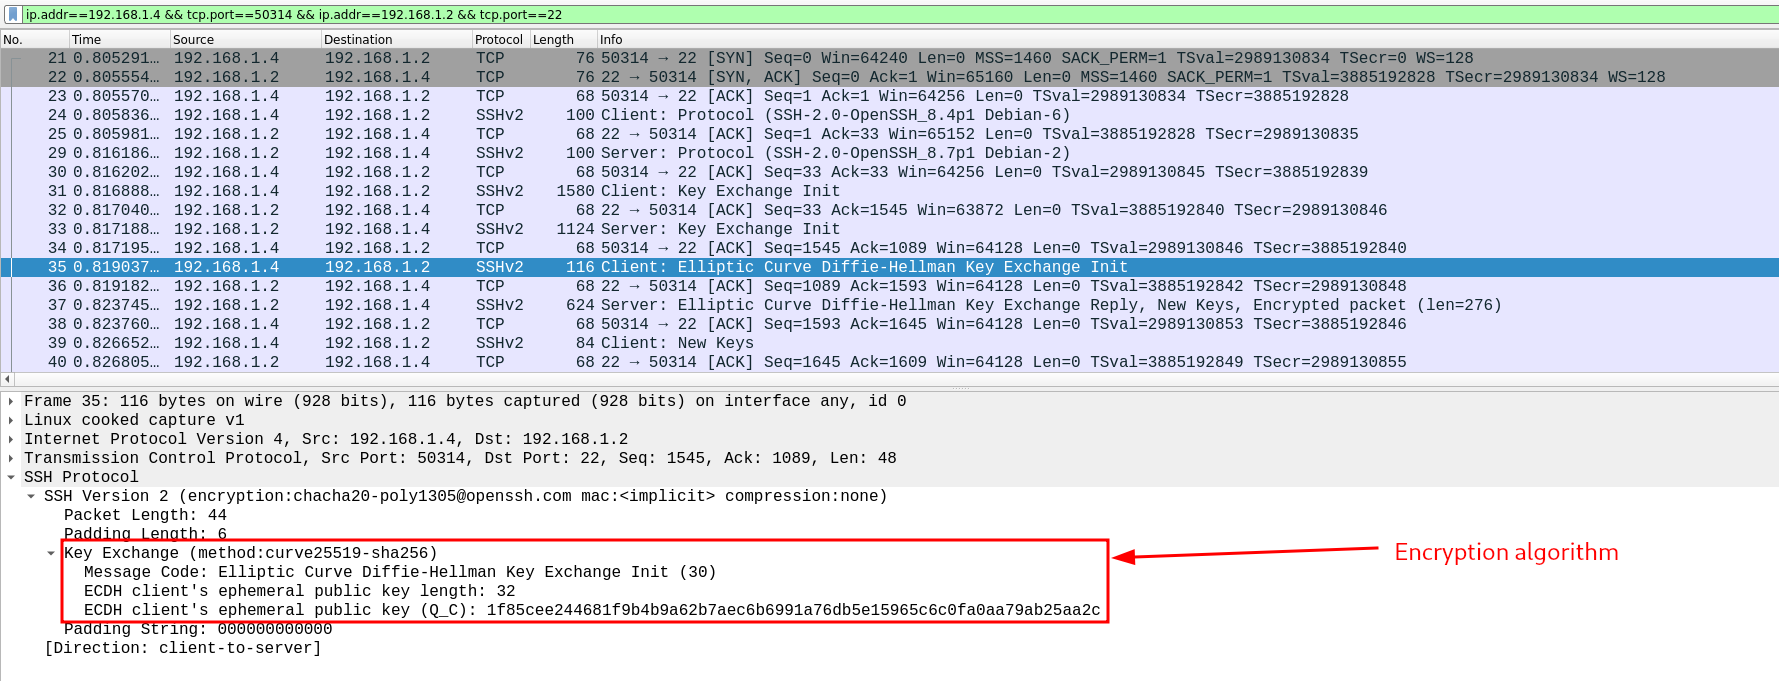 ip.addr==192.168.1.4 && tcp.port==50314 && ip.addr==192.168.1.2 && tcp.port==22
No. Time Source Destination Protocol Length Info
21 0.805291… 192.168.1.4 192.168.1.2 TCP 76 50314 → 22 [SYN] Seq=0 Win=64240 Len=0 MSS=1460 SACK_PERM=1 TSval=2989130834 TSecr=0 WS=128
22 0.805554… 192.168.1.2 192.168.1.4 TCP 76 22 → 50314 [SYN, ACK] Seq=0 Ack=1 Win=65160 Len=0 MSS=1460 SACK_PERM=1 TSval=3885192828 TSecr=2989130834 WS=128
23 0.805570… 192.168.1.4 192.168.1.2 TCP 68 50314 → 22 [ACK] Seq=1 Ack=1 Win=64256 Len=0 TSval=2989130834 TSecr=3885192828
24 0.805836… 192.168.1.4 192.168.1.2 SSHv2 100 Client: Protocol (SSH-2.0-OpenSSH_8.4p1 Debian-6)
25 0.805981… 192.168.1.2 192.168.1.4 TCP 68 22 → 50314 [ACK] Seq=1 Ack=33 Win=65152 Len=0 TSval=3885192828 TSecr=2989130835
29 0.816186… 192.168.1.2 192.168.1.4 SSHv2 100 Server: Protocol (SSH-2.0-OpenSSH_8.7p1 Debian-2)
30 0.816202… 192.168.1.4 192.168.1.2 TCP 68 50314 → 22 [ACK] Seq=33 Ack=33 Win=64256 Len=0 TSval=2989130845 TSecr=3885192839
31 0.816888… 192.168.1.4 192.168.1.2 SSHv2 1580 Client: Key Exchange Init
32 0.817040… 192.168.1.2 192.168.1.4 TCP 68 22 → 50314 [ACK] Seq=33 Ack=1545 Win=63872 Len=0 TSval=3885192840 TSecr=2989130846
33 0.817188… 192.168.1.2 192.168.1.4 SSHv2 1124 Server: Key Exchange Init
34 0.817195… 192.168.1.4 192.168.1.2 TCP 68 50314 → 22 [ACK] Seq=1545 Ack=1089 Win=64128 Len=0 TSval=2989130846 TSecr=3885192840
35 0.819037… 192.168.1.4 192.168.1.2 SSHv2 116 Client: Elliptic Curve Diffie-Hellman Key Exchange Init
36 0.819182… 192.168.1.2 192.168.1.4 TCP 68 22 → 50314 [ACK] Seq=1089 Ack=1593 Win=64128 Len=0 TSval=3885192842 TSecr=2989130848
37 0.823745… 192.168.1.2 192.168.1.4 SSHv2 624 Server: Elliptic Curve Diffie-Hellman Key Exchange Reply, New Keys, Encrypted packet (len=276)
38 0.823760… 192.168.1.4 192.168.1.2 TCP 68 50314 → 22 [ACK] Seq=1593 Ack=1645 Win=64128 Len=0 TSval=2989130853 TSecr=3885192846
39 0.826652… 192.168.1.4 192.168.1.2 SSHv2 84 Client: New Keys
40 0.826805… 192.168.1.2 192.168.1.4 TCP 68 22 → 50314 [ACK] Seq=1645 Ack=1609 Win=64128 Len=0 TSval=3885192849 TSecr=2989130855
Frame 35: 116 bytes on wire (928 bits), 116 bytes captured (928 bits) on interface any, id 0
Linux cooked capture v1
Internet Protocol Version 4, Src: 192.168.1.4, Dst: 192.168.1.2
Transmission Control Protocol, Src Port: 50314, Dst Port: 22, Seq: 1545, Ack: 1089, Len: 48
SSH Protocol
SSH Version 2 (encryption:chacha20-poly1305@openssh.com mac:<implicit> compression:none)
Packet Length: 44
Padding Length: 6
Key Exchange (method:curve25519-sha256)
Encryption algorithm
Message Code: Elliptic Curve Diffie-Hellman Key Exchange Init (30)
ECDH client's ephemeral public key length: 32
ECDH client's ephemeral public key (Q_C): 1f85cee244681f9b4b9a62b7aec6b6991a76db5e15965c6c0fa0aa79ab25aa2c
Padding String: 000000000000
[Direction: client-to-server]